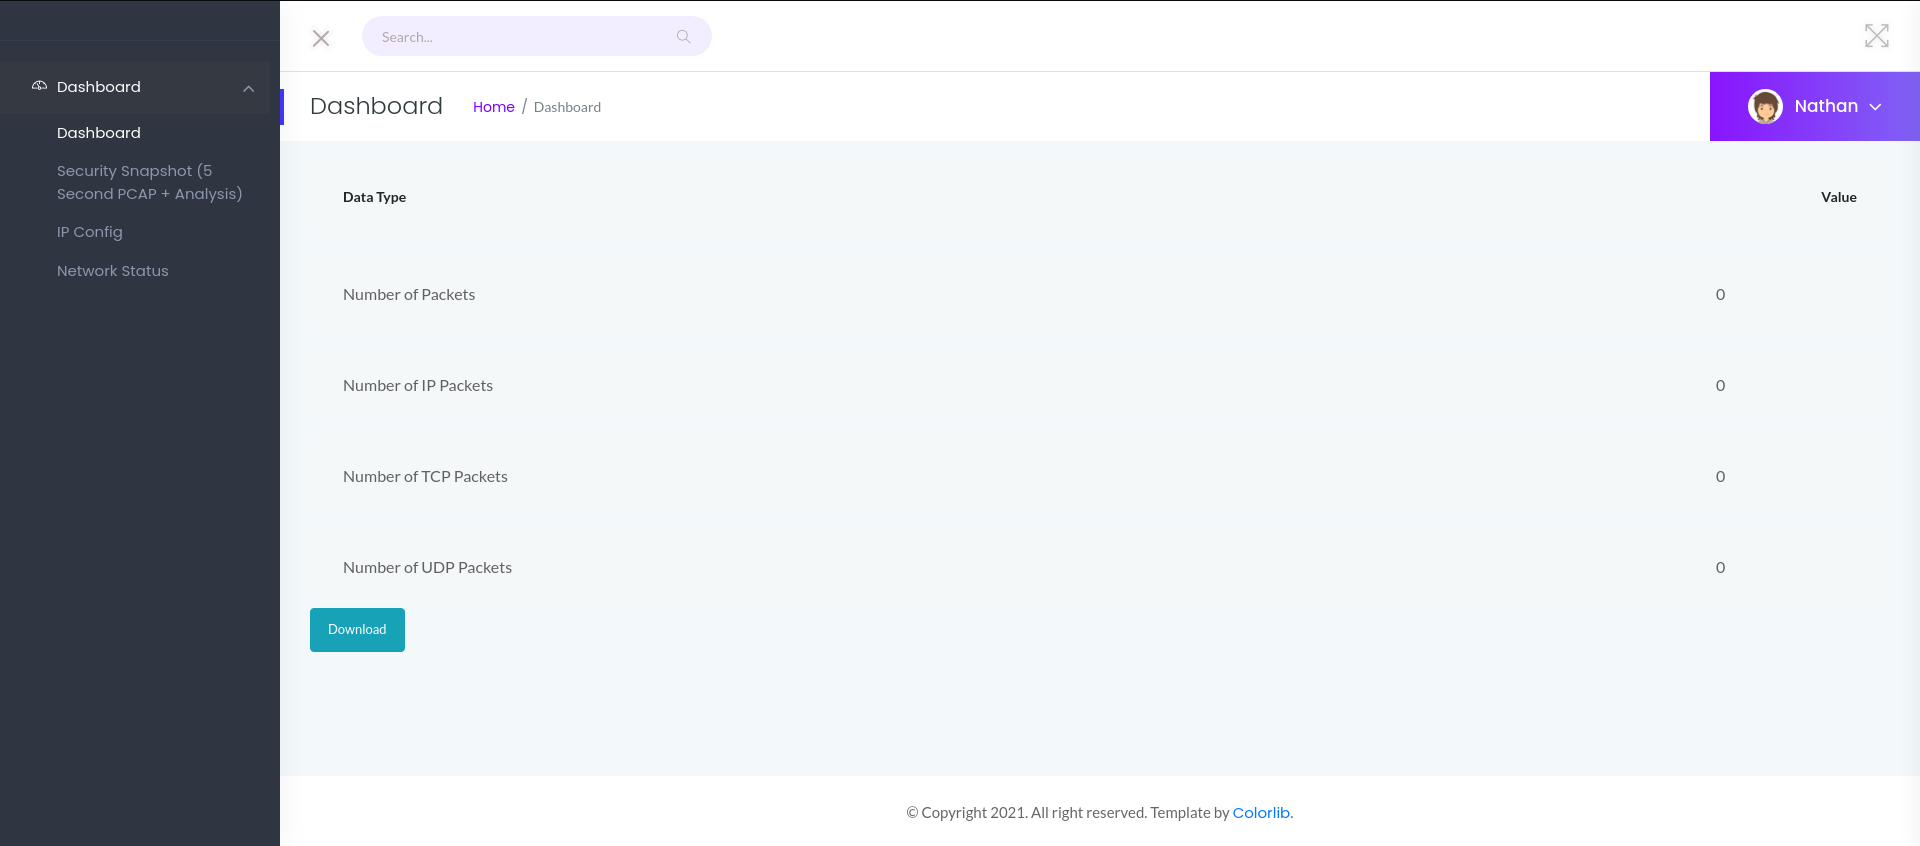 Search...
Dashboard
Dashboard
Security Snapshot (5
Second PCAP + Analysis)
IP Config
Network Status
Dashboard
Home / Dashboard
Nathan
Data Type Value
Number of Packets 0
Number of IP Packets 0
Number of TCP Packets 0
Number of UDP Packets 0
Download
© Copyright 2021. All right reserved. Template by Colorlib.